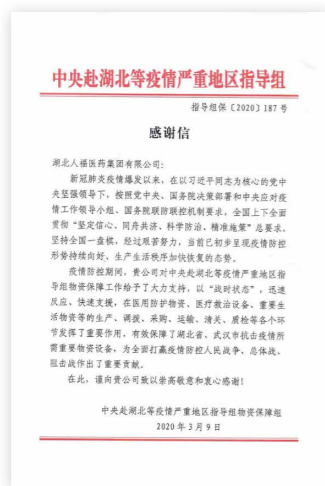 中央赴湖北等疫情严重地区指导组
指导组保〔2020〕187号
感谢信
湖北人福医药集团有限公司：
新冠肺炎疫情爆发以来，在以习近平同志为核心的党中
央坚强领导下，按照党中央、国务院决策部署和中央应对疫
情工作领导小组、国务院联防联控机制要求，全国上下全面
贯彻“坚定信心、同舟共济、科学防治、精准施策”总要求，
坚持全国一盘棋，经过艰苦努力，当前已初步呈现疫情防控
形势持续向好、生产生活秩序加快恢复的态势。
疫情防控期间，贵公司对中央赴湖北等疫情严重地区指
导组物资保障工作给予了大力支持，以“战时状态”，迅速
反应、快速支援，在医用防护物资、医疗救治设备、重要生
活物资等的生产、调拨、采购、运输、清关、质检等各个环
节发挥了重要作用，有效保障了湖北省、武汉市抗击疫情所
需重要物资设备，为全面打赢疫情防控人民战争、总体战、
阻击战作出了重要贡献。
在此，谨向贵公司致以崇高敬意和衷心感谢！
中央赴湖北等疫情严重地区指导组物资保障组
2020年3月9日